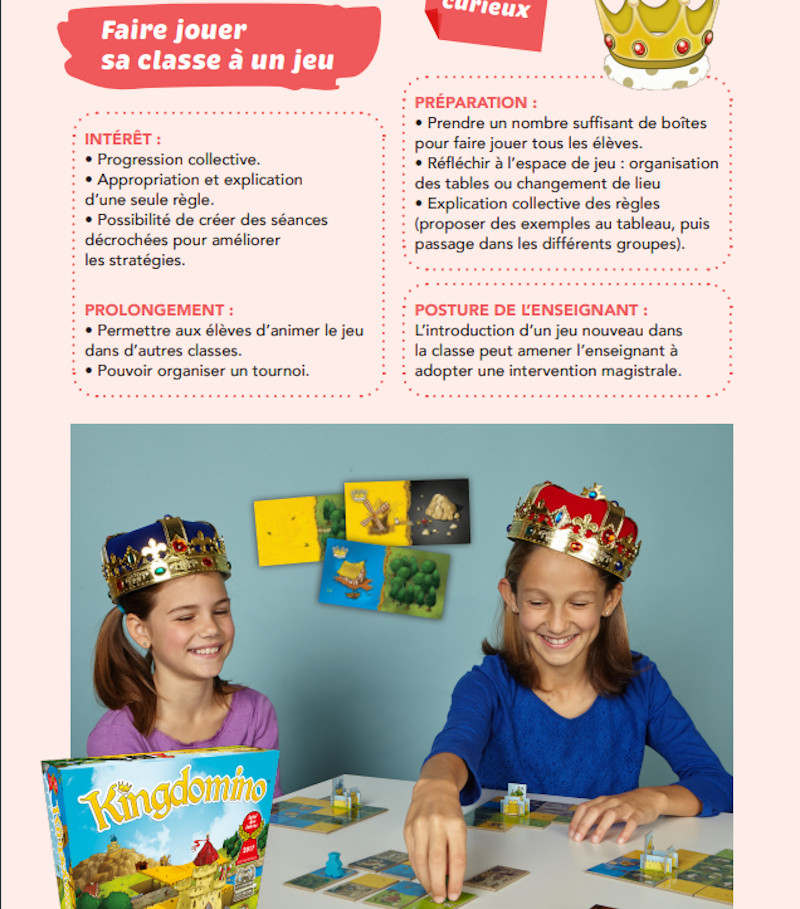 curieux
Faire jouer
sa classe à un jeu
INTÉRÊT :
• Progression collective.
• Appropriation et explication
d’une seule règle.
• Possibilité de créer des séances
décrochées pour améliorer
les stratégies.
PROLONGEMENT :
• Permettre aux élèves d’animer le jeu
dans d’autres classes.
• Pouvoir organiser un tournoi.
PRÉPARATION :
• Prendre un nombre suffisant de boîtes
pour faire jouer tous les élèves.
• Réfléchir à l’espace de jeu : organisation
des tables ou changement de lieu
• Explication collective des règles
(proposer des exemples au tableau, puis
passage dans les différents groupes).
POSTURE DE L’ENSEIGNANT :
L’introduction d’un jeu nouveau dans
la classe peut amener l’enseignant à
adopter une intervention magistrale.
Kingdomino
2017